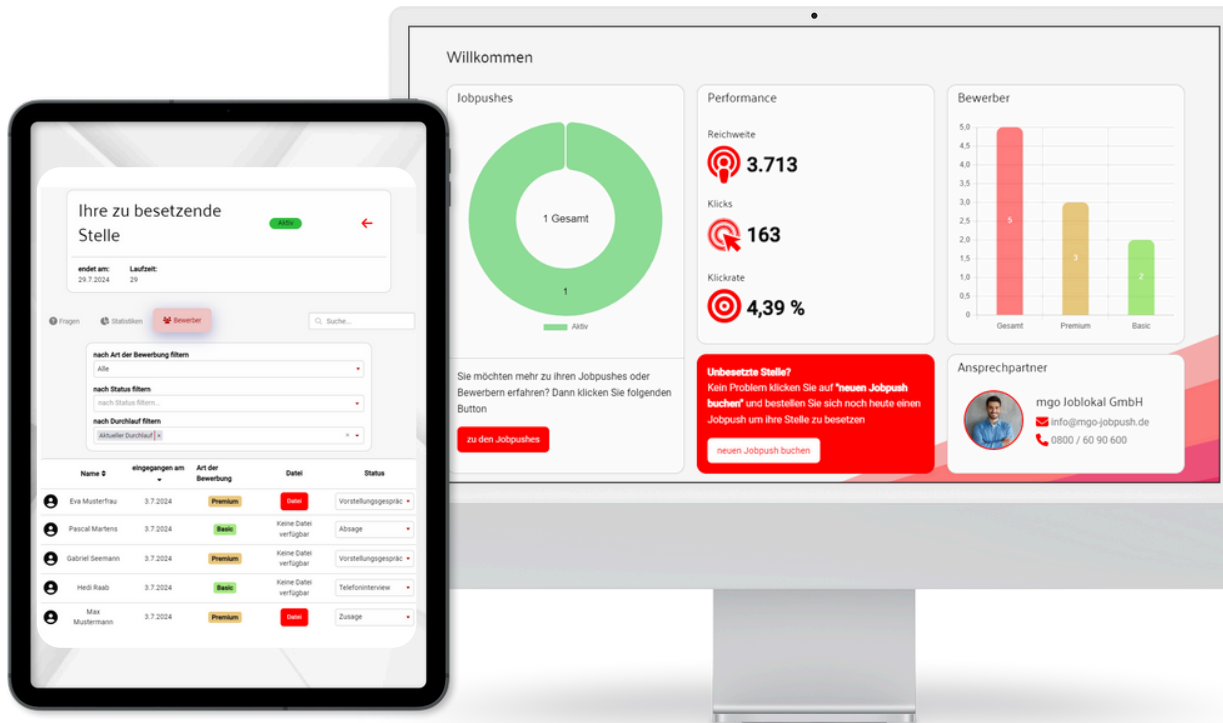 Willkommen
Jobpushes
1 Gesamt
1
Aktiv
Sie möchten mehr zu ihren Jobpushes oder
Bewerbern erfahren? Dann klicken Sie folgenden
Button
zu den Jobpushes
Performance
Reichweite
3.713
Klicks
163
Klickrate
4,39 %
Unbesetzte Stelle?
Kein Problem klicken Sie auf "neuen Jobpush
buchen" und bestellen Sie sich noch heute einen
Jobpush um ihre Stelle zu besetzen
neuen Jobpush buchen
Bewerber
5,0
4,5
4,0
3,5
3,0
2,5
2,0
1,5
1,0
0,5
0
5
3
2
Gesamt Premium Basic
Ansprechpartner
mgo Joblokal GmbH
info@mgo-jobpush.de
0800 / 60 90 600
Ihre zu besetzende
Stelle
Aktiv
endet am: Laufzeit:
29.7.2024 29
Fragen Statistiken Bewerber Suche...
nach Art der Bewerbung filtern
Alle
nach Status filtern
nach Status filtern...
nach Durchlauf filtern
Aktueller Durchlauf × ×
Name eingegangen am Art der Bewerbung Datei Status
Eva Musterfrau 3.7.2024 Premium Datei Vorstellungsgespräc
Pascal Martens 3.7.2024 Basic Keine Datei verfügbar Absage
Gabriel Seemann 3.7.2024 Premium Keine Datei verfügbar Vorstellungsgespräc
Hedi Raab 3.7.2024 Basic Keine Datei verfügbar Telefoninterview
Max Mustermann 3.7.2024 Premium Datei Zusage